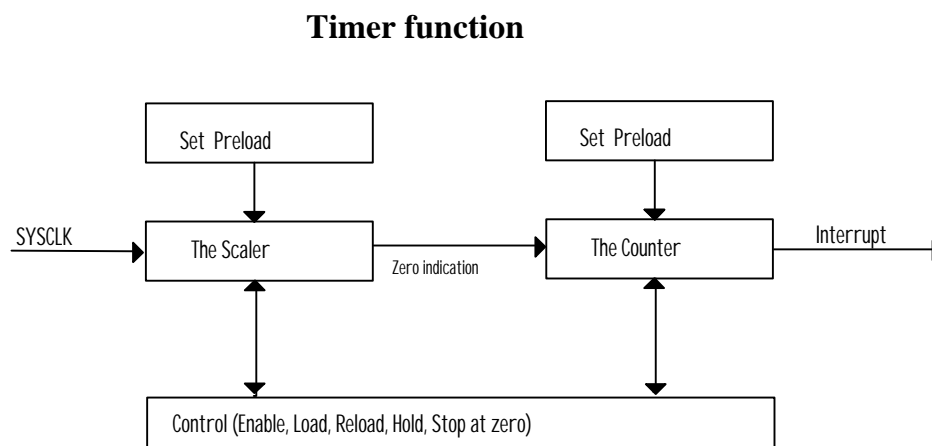 Timer function
Set Preload
Set Preload
SYSCLK
The Scaler
Zero indication
The Counter
Interrupt
Control (Enable, Load, Reload, Hold, Stop at zero)